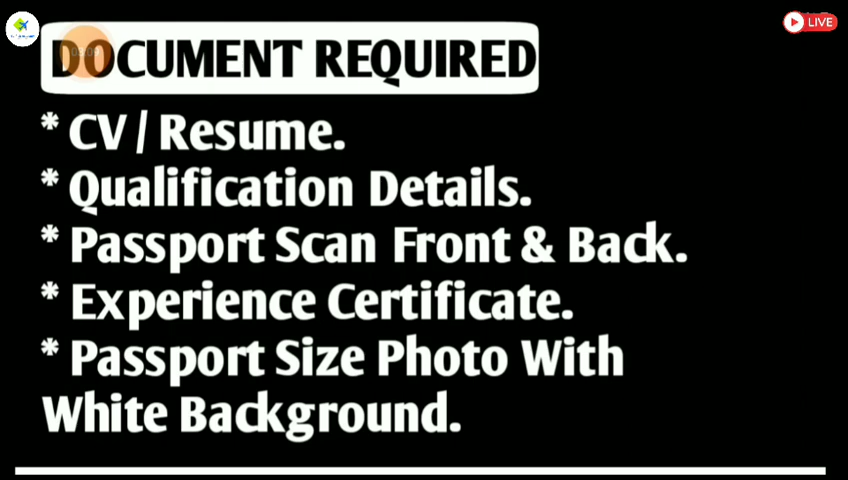 DOCUMENT REQUIRED
LIVE
* CV / Resume.
* Qualification Details.
* Passport Scan Front & Back.
* Experience Certificate.
* Passport Size Photo With
White Background.